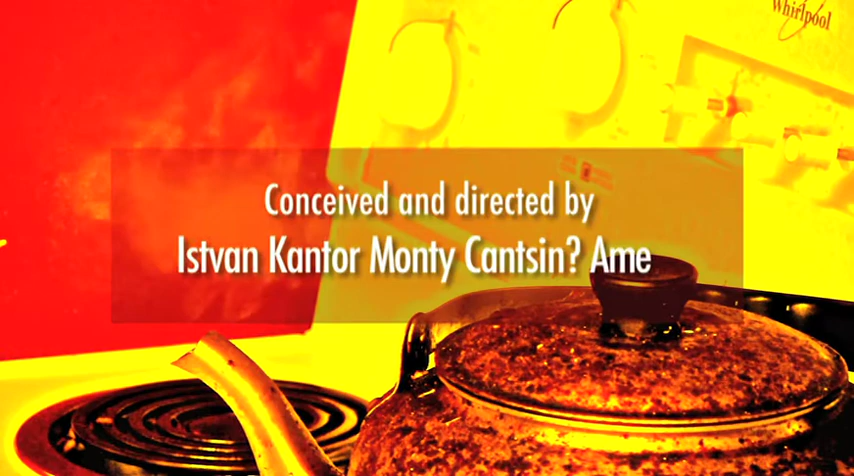 Whirlpool
Conceived and directed by
Istvan Kantor Monty Cantsin? Ame